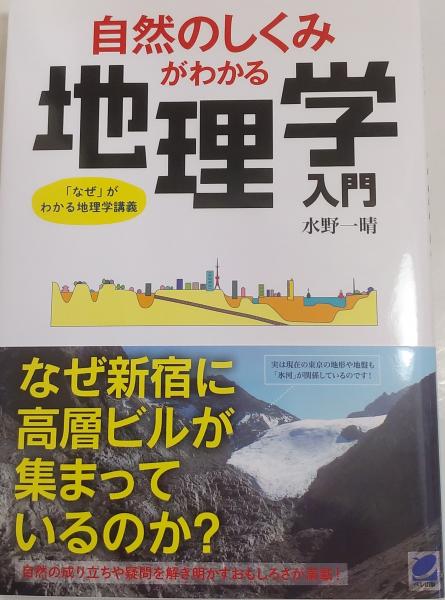 自然のしくみ
がわかる
地理学
入門
「なぜ」が
わかる地理学講義
水野一晴
なぜ新宿に
高層ビルが
集まって
いるのか?
実は現在の東京の地形や地盤も
「氷河」が関係しているのです!
自然の成り立ちや疑問を解き明かすおもしろさが満載!
ベレ出版